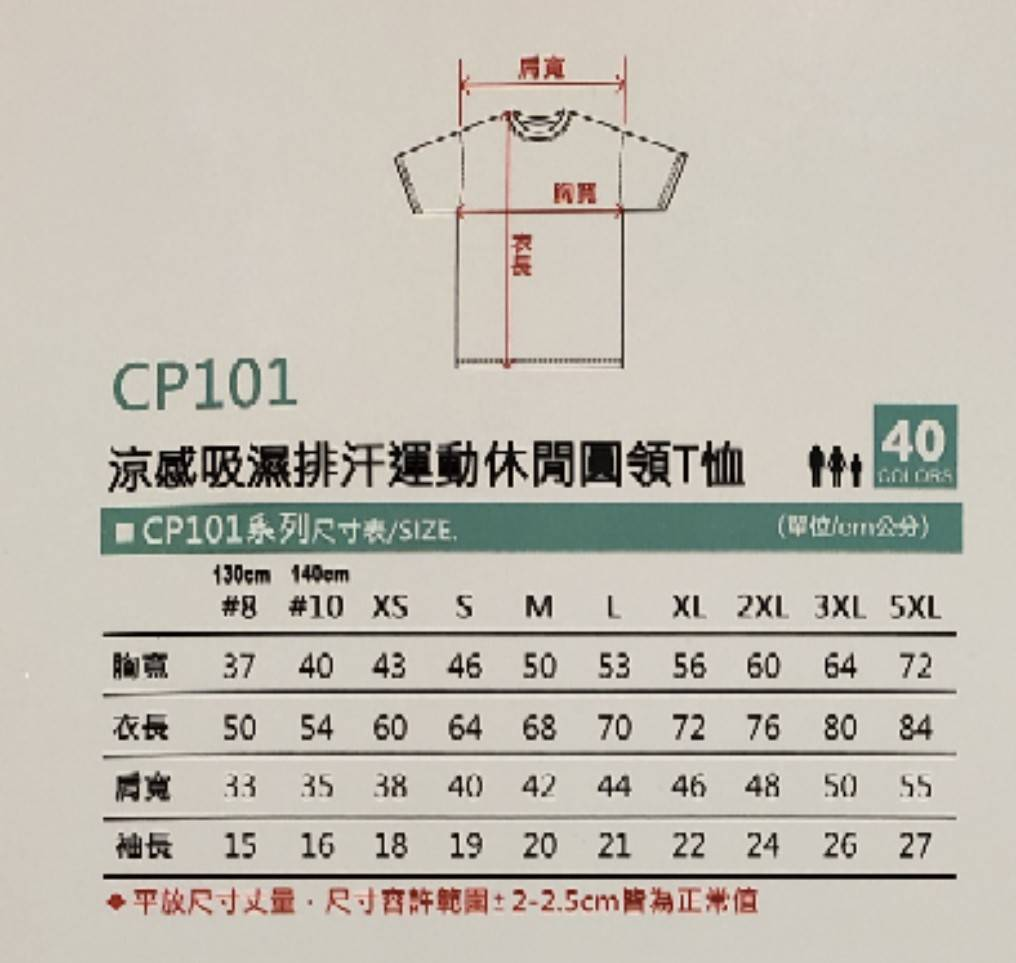 肩寬
胸寬
衣長
CP101
涼感吸濕排汗運動休閒圓領T恤
40
COLORS
CP101系列尺寸表/SIZE.
(單位/cm公分)
130cm 140cm
#8 #10 XS S M L XL 2XL 3XL 5XL
胸寬 37 40 43 46 50 53 56 60 64 72
衣長 50 54 60 64 68 70 72 76 80 84
肩寬 33 35 38 40 42 44 46 48 50 55
袖長 15 16 18 19 20 21 22 24 26 27
平放尺寸丈量・尺寸容許範圍±2-2.5cm皆為正常值